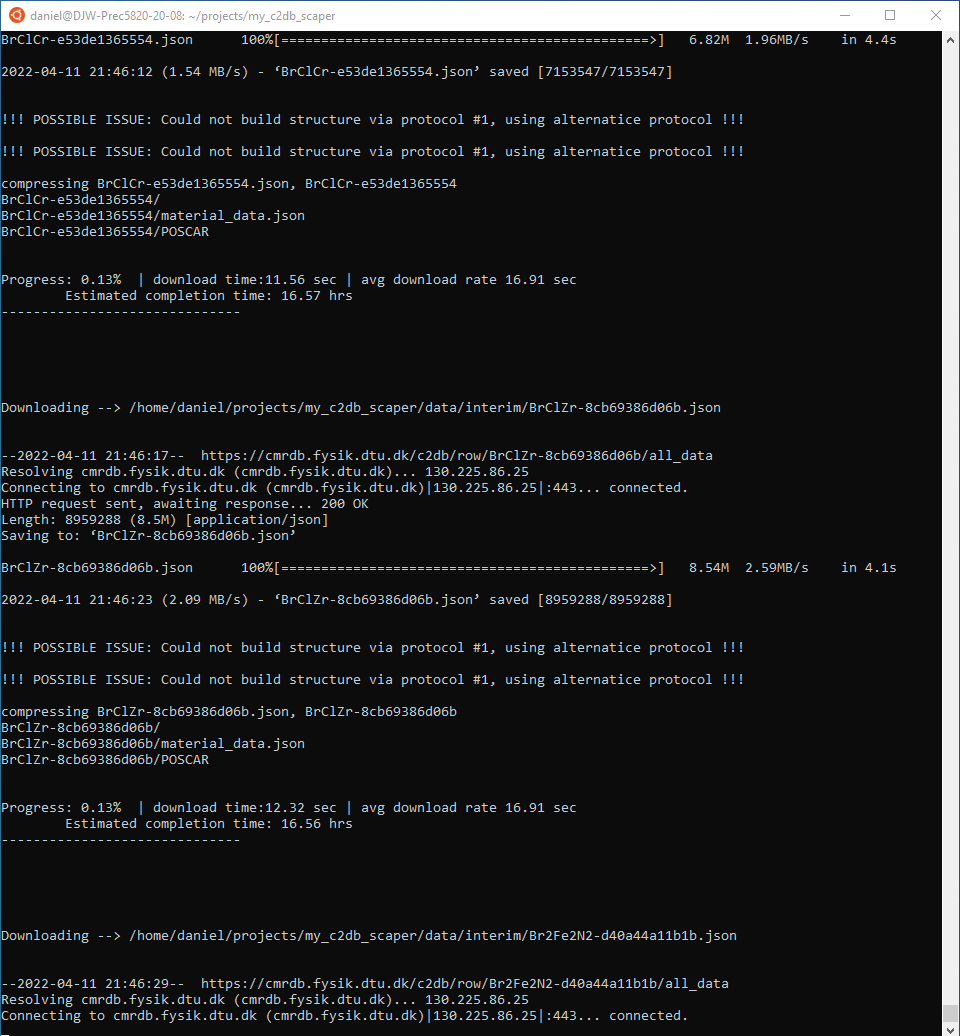 daniel@DJW-Prec5820-20-08: ~/projects/my_c2db_scaper
BrClCr-e53de1365554.json      100%[==============================================>]   6.82M  1.96MB/s    in 4.4s
2022-04-11 21:46:12 (1.54 MB/s) - ‘BrClCr-e53de1365554.json’ saved [7153547/7153547]
!!! POSSIBLE ISSUE: Could not build structure via protocol #1, using alternatice protocol !!!
!!! POSSIBLE ISSUE: Could not build structure via protocol #1, using alternatice protocol !!!
compressing BrClCr-e53de1365554.json, BrClCr-e53de1365554
BrClCr-e53de1365554/
BrClCr-e53de1365554/material_data.json
BrClCr-e53de1365554/POSCAR
Progress: 0.13%  | download time:11.56 sec | avg download rate 16.91 sec
        Estimated completion time: 16.57 hrs
------------------------------
Downloading --> /home/daniel/projects/my_c2db_scaper/data/interim/BrClZr-8cb69386d06b.json
--2022-04-11 21:46:17--  https://cmrdb.fysik.dtu.dk/c2db/row/BrClZr-8cb69386d06b/all_data
Resolving cmrdb.fysik.dtu.dk (cmrdb.fysik.dtu.dk)... 130.225.86.25
Connecting to cmrdb.fysik.dtu.dk (cmrdb.fysik.dtu.dk)|130.225.86.25|:443... connected.
HTTP request sent, awaiting response... 200 OK
Length: 8959288 (8.5M) [application/json]
Saving to: ‘BrClZr-8cb69386d06b.json’
BrClZr-8cb69386d06b.json      100%[==============================================>]   8.54M  2.59MB/s    in 4.1s
2022-04-11 21:46:23 (2.09 MB/s) - ‘BrClZr-8cb69386d06b.json’ saved [8959288/8959288]
!!! POSSIBLE ISSUE: Could not build structure via protocol #1, using alternatice protocol !!!
!!! POSSIBLE ISSUE: Could not build structure via protocol #1, using alternatice protocol !!!
compressing BrClZr-8cb69386d06b.json, BrClZr-8cb69386d06b
BrClZr-8cb69386d06b/
BrClZr-8cb69386d06b/material_data.json
BrClZr-8cb69386d06b/POSCAR
Progress: 0.13%  | download time:12.32 sec | avg download rate 16.91 sec
        Estimated completion time: 16.56 hrs
------------------------------
Downloading --> /home/daniel/projects/my_c2db_scaper/data/interim/Br2Fe2N2-d40a44a11b1b.json
--2022-04-11 21:46:29--  https://cmrdb.fysik.dtu.dk/c2db/row/Br2Fe2N2-d40a44a11b1b/all_data
Resolving cmrdb.fysik.dtu.dk (cmrdb.fysik.dtu.dk)... 130.225.86.25
Connecting to cmrdb.fysik.dtu.dk (cmrdb.fysik.dtu.dk)|130.225.86.25|:443... connected.